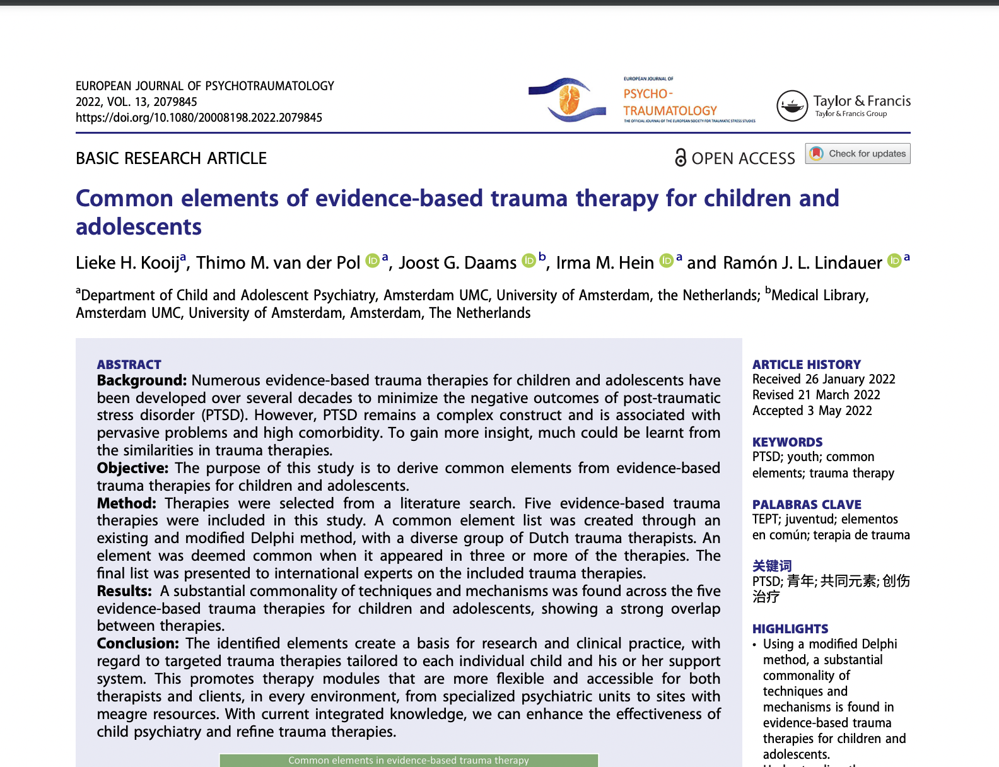 EUROPEAN JOURNAL OF PSYCHOTRAUMATOLOGY
2022, VOL. 13, 2079845
https://doi.org/10.1080/20008198.2022.2079845
EUROPEAN JOURNAL OF
PSYCHO-
TRAUMATOLOGY
THE OFFICIAL JOURNAL OF THE EUROPEAN SOCIETY FOR TRAUMATIC STRESS STUDIES
Taylor & Francis
Taylor & Francis Group
BASIC RESEARCH ARTICLE
OPEN ACCESS
Check for updates
Common elements of evidence-based trauma therapy for children and
adolescents
Lieke H. Kooija, Thimo M. van der Pol iD a, Joost G. Daams iD b, Irma M. Hein iD a and Ramón J. L. Lindauer iD a
aDepartment of Child and Adolescent Psychiatry, Amsterdam UMC, University of Amsterdam, the Netherlands; bMedical Library,
Amsterdam UMC, University of Amsterdam, Amsterdam, The Netherlands
ABSTRACT
Background: Numerous evidence-based trauma therapies for children and adolescents have
been developed over several decades to minimize the negative outcomes of post-traumatic
stress disorder (PTSD). However, PTSD remains a complex construct and is associated with
pervasive problems and high comorbidity. To gain more insight, much could be learnt from
the similarities in trauma therapies.
Objective: The purpose of this study is to derive common elements from evidence-based
trauma therapies for children and adolescents.
Method: Therapies were selected from a literature search. Five evidence-based trauma
therapies were included in this study. A common element list was created through an
existing and modified Delphi method, with a diverse group of Dutch trauma therapists. An
element was deemed common when it appeared in three or more of the therapies. The
final list was presented to international experts on the included trauma therapies.
Results: A substantial commonality of techniques and mechanisms was found across the five
evidence-based trauma therapies for children and adolescents, showing a strong overlap
between therapies.
Conclusion: The identified elements create a basis for research and clinical practice, with
regard to targeted trauma therapies tailored to each individual child and his or her support
system. This promotes therapy modules that are more flexible and accessible for both
therapists and clients, in every environment, from specialized psychiatric units to sites with
meagre resources. With current integrated knowledge, we can enhance the effectiveness of
child psychiatry and refine trauma therapies.
Common elements in evidence-based trauma therapy
ARTICLE HISTORY
Received 26 January 2022
Revised 21 March 2022
Accepted 3 May 2022
KEYWORDS
PTSD; youth; common
elements; trauma therapy
PALABRAS CLAVE
TEPT; juventud; elementos
en común; terapia de trauma
关键词
PTSD; 青年; 共同元素; 创伤
治疗
HIGHLIGHTS
• Using a modified Delphi
method, a substantial
commonality of
techniques and
mechanisms is found in
evidence-based trauma
therapies for children and
adolescents.